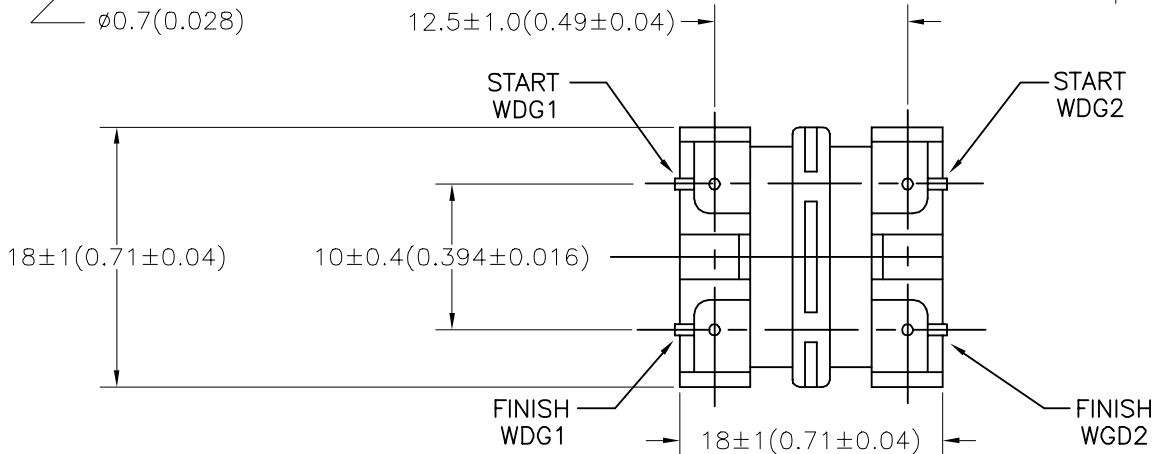 ø0.7(0.028)
12.5±1.0(0.49±0.04)
START
WDG1
START
WDG2
18±1(0.71±0.04)
10±0.4(0.394±0.016)
FINISH
WDG1
18±1(0.71±0.04)
FINISH
WGD2